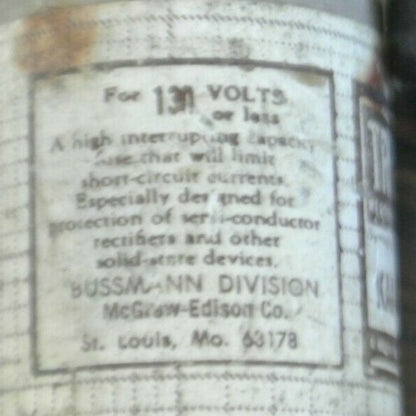 For 130 VOLTS
or less
A high interrupting capacity
fuse that will limit
short-circuit currents.
Especially designed for
protection of semi-conductor
rectifiers and other
solid-state devices.
BUSSMANN DIVISION
McGraw-Edison Co.
St. Louis, Mo. 63178